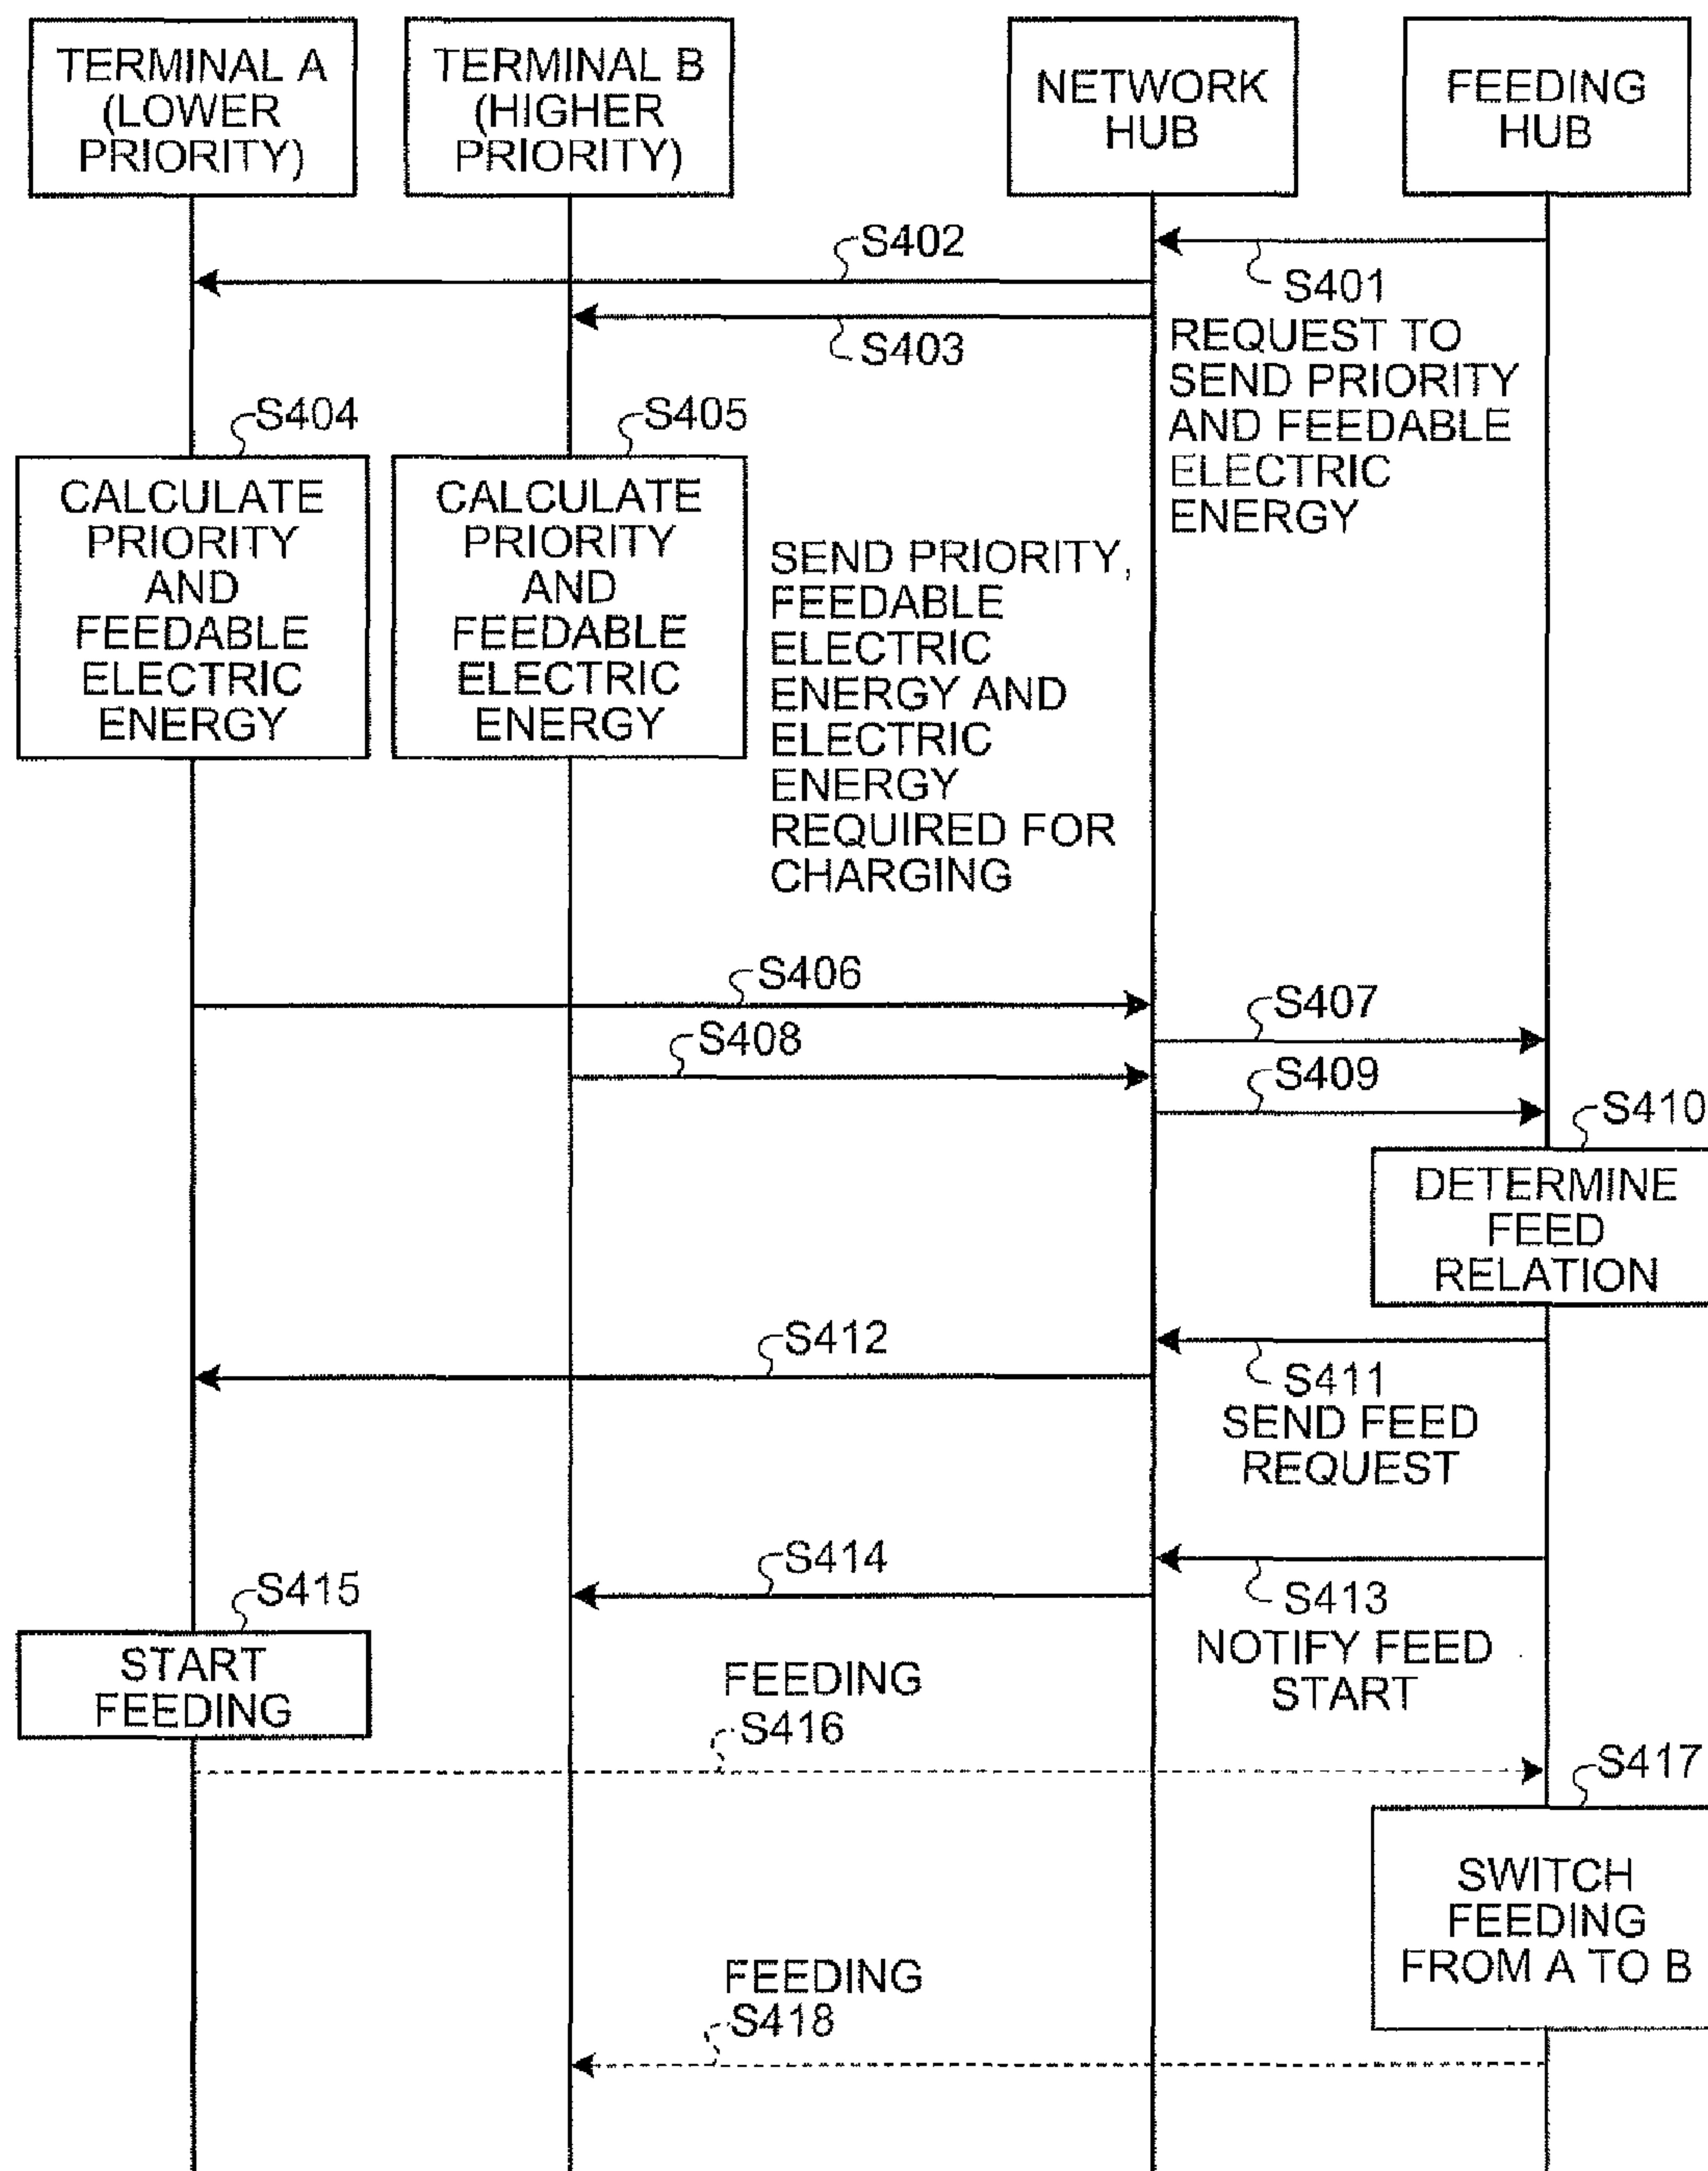 TERMINAL A
(LOWER
PRIORITY)
TERMINAL B
(HIGHER
PRIORITY)
NETWORK
HUB
FEEDING
HUB
S402
S401
S403
REQUEST TO
SEND PRIORITY
AND FEEDABLE
ELECTRIC
ENERGY
S404
S405
CALCULATE
PRIORITY
AND
FEEDABLE
ELECTRIC
ENERGY
CALCULATE
PRIORITY
AND
FEEDABLE
ELECTRIC
ENERGY
SEND PRIORITY,
FEEDABLE
ELECTRIC
ENERGY AND
ELECTRIC
ENERGY
REQUIRED FOR
CHARGING
S406
S407
S408
S409
S410
DETERMINE
FEED
RELATION
S412
S411
SEND FEED
REQUEST
S414
S413
NOTIFY FEED
START
S415
START
FEEDING
FEEDING
S416
S417
SWITCH
FEEDING
FROM A TO B
FEEDING
S418